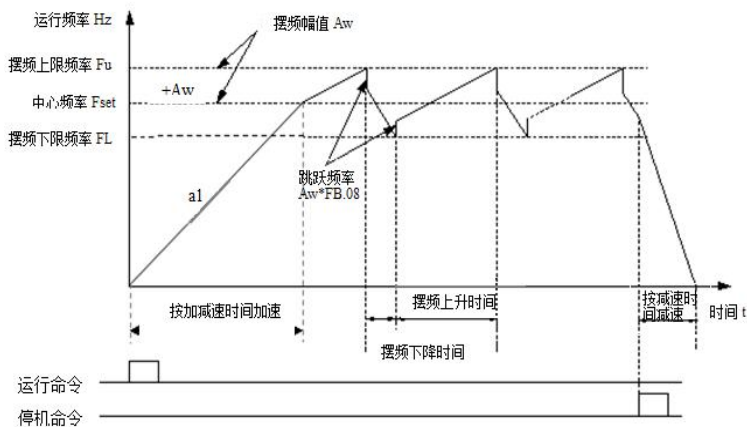 运行频率 Hz
摆频幅值 Aw
摆频上限频率 Fu
+Aw
中心频率 Fset
摆频下限频率 FL
跳跃频率
Aw*FB.08
a1
按加减速时间加速
摆频上升时间
按减速时
间减速
时间 t
摆频下降时间
运行命令
停机命令